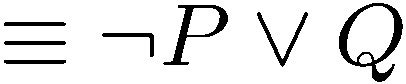 ≡ ¬P ∨ Q